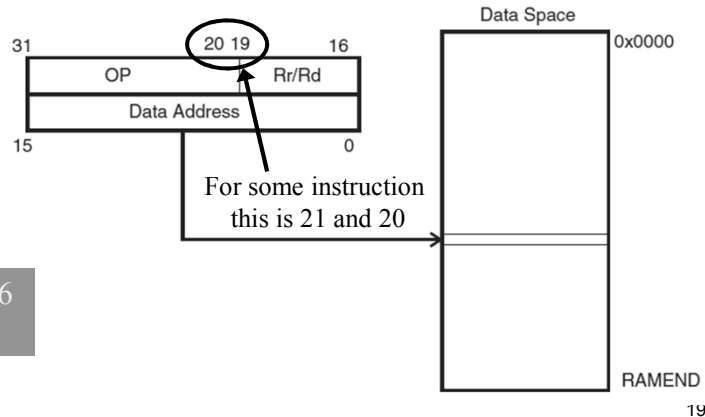 Data Space
31 20 19 16 0x0000
OP Rr/Rd
Data Address
15 0
For some instruction
this is 21 and 20
6
RAMEND
19